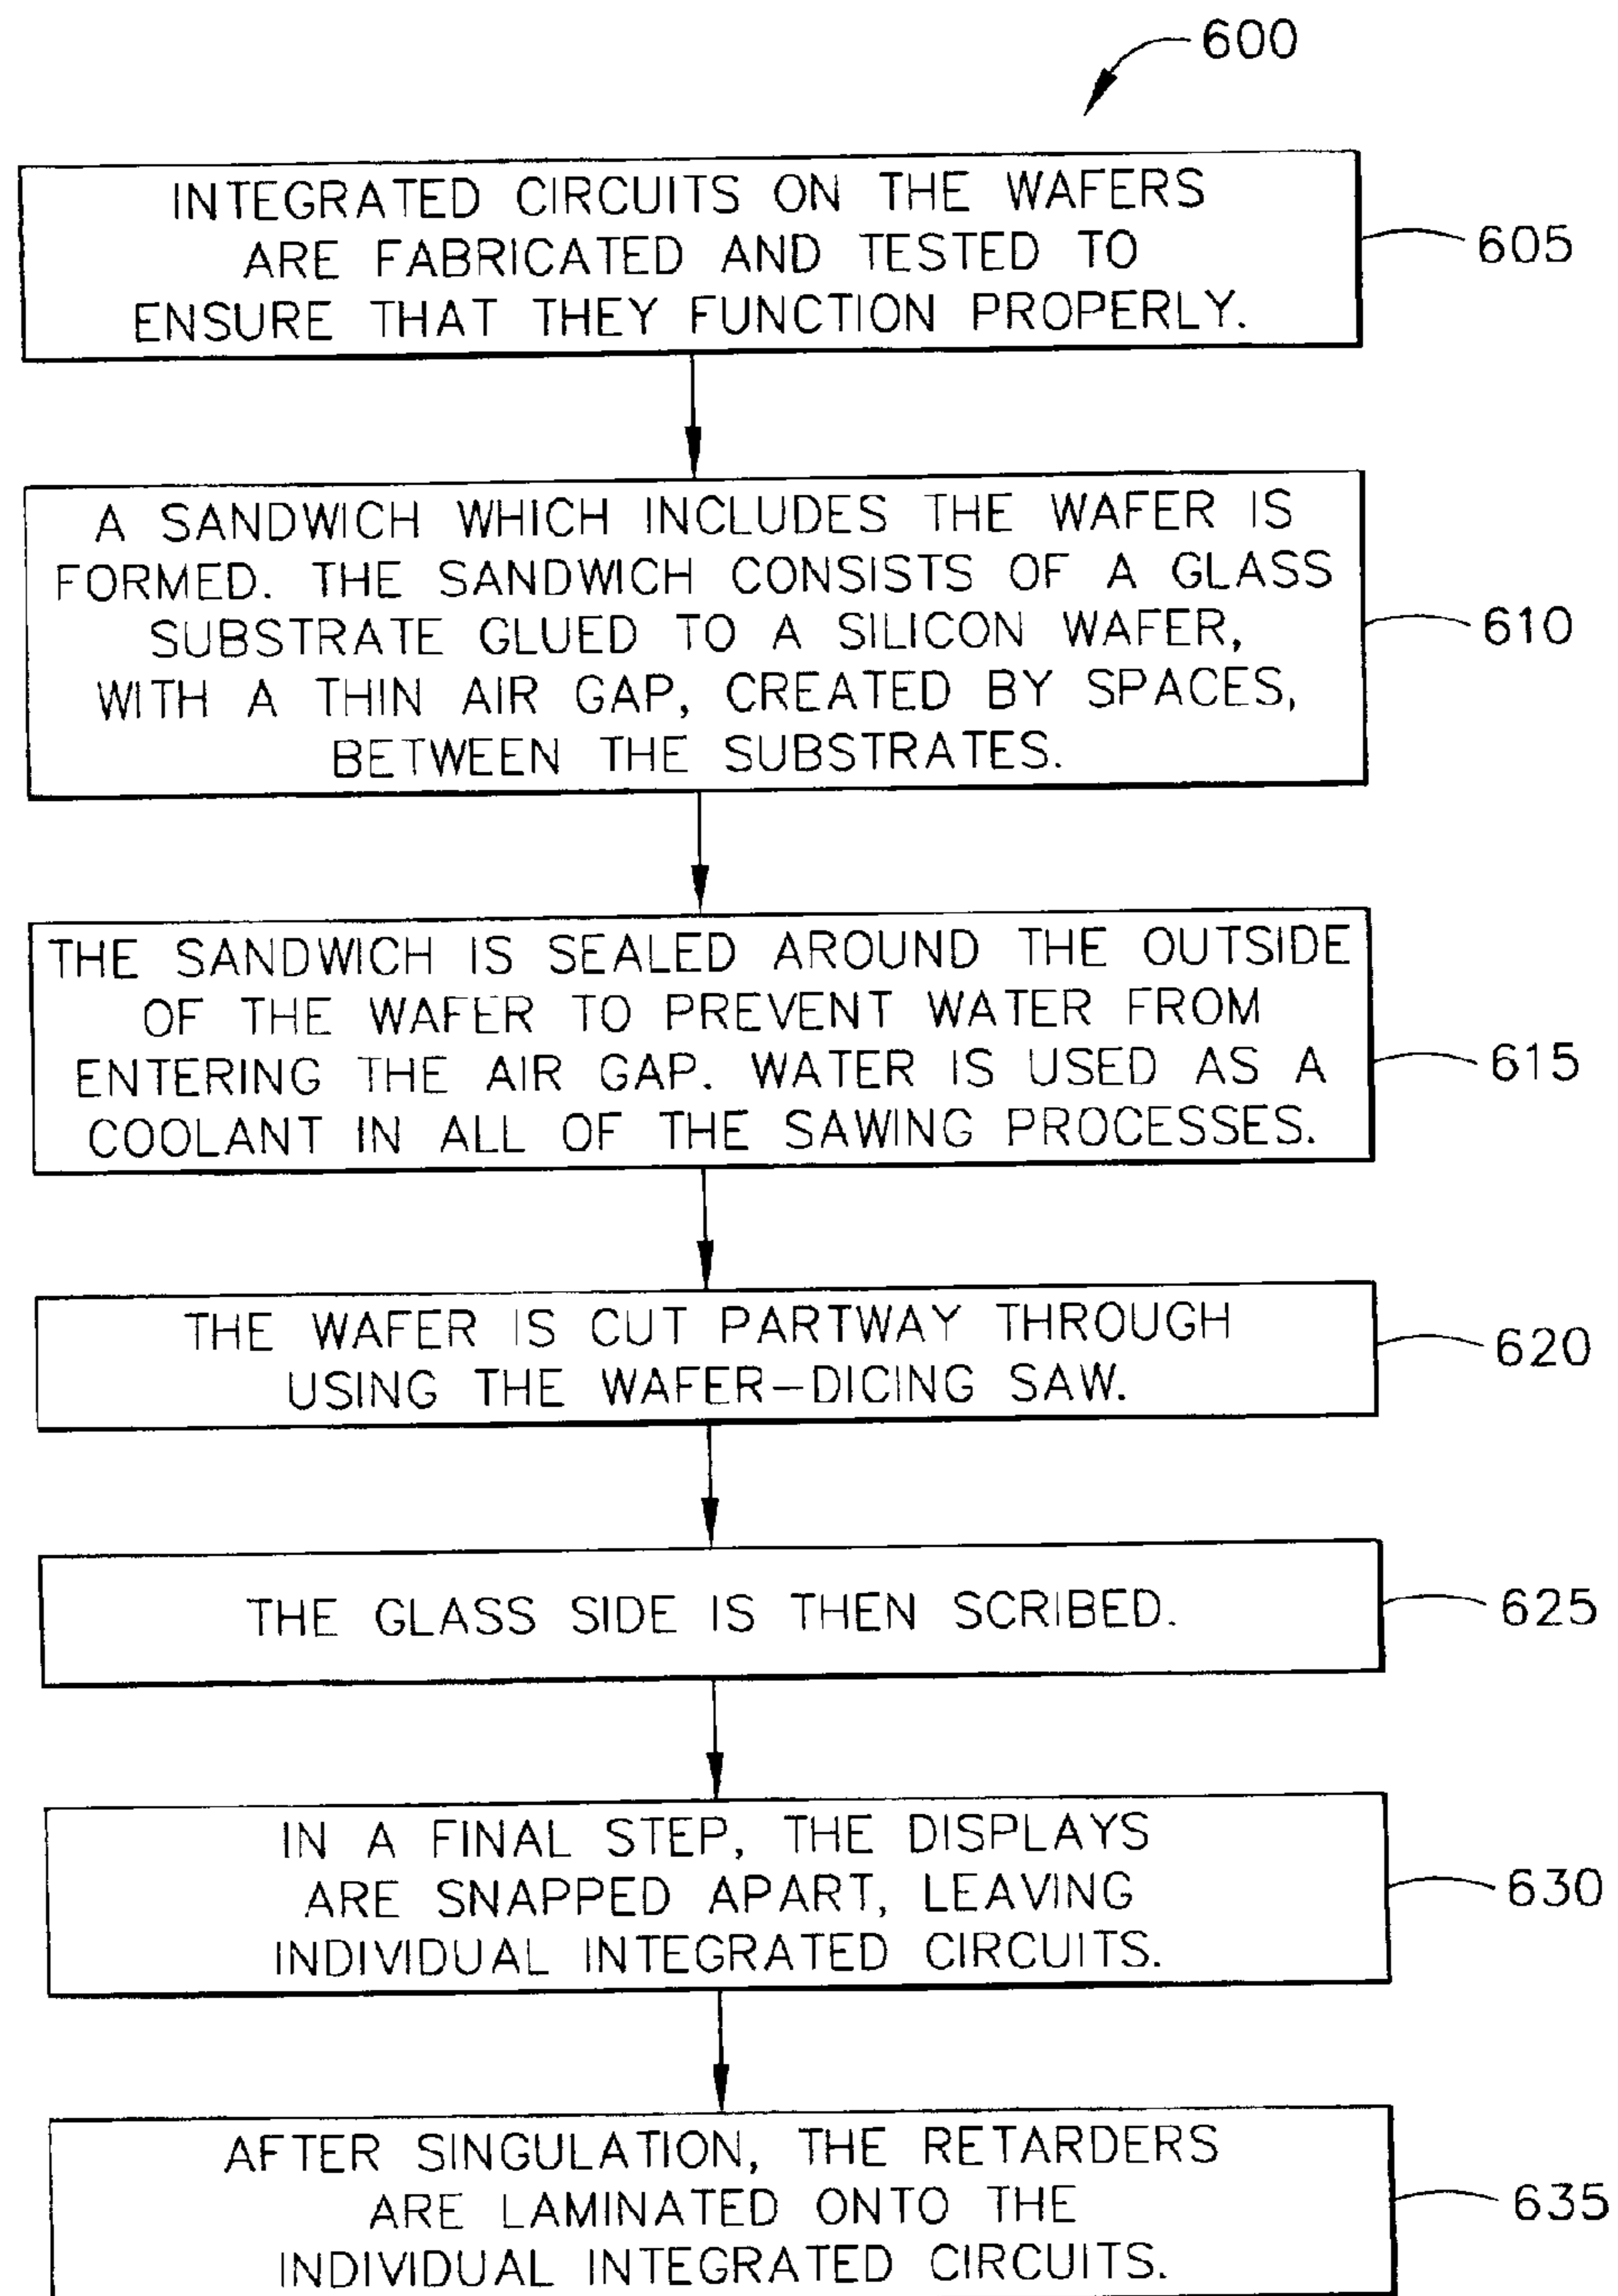 600
INTEGRATED CIRCUITS ON THE WAFERS
ARE FABRICATED AND TESTED TO
ENSURE THAT THEY FUNCTION PROPERLY.
605
A SANDWICH WHICH INCLUDES THE WAFER IS
FORMED. THE SANDWICH CONSISTS OF A GLASS
SUBSTRATE GLUED TO A SILICON WAFER,
WITH A THIN AIR GAP, CREATED BY SPACES,
BETWEEN THE SUBSTRATES.
610
THE SANDWICH IS SEALED AROUND THE OUTSIDE
OF THE WAFER TO PREVENT WATER FROM
ENTERING THE AIR GAP. WATER IS USED AS A
COOLANT IN ALL OF THE SAWING PROCESSES.
615
THE WAFER IS CUT PARTWAY THROUGH
USING THE WAFER–DICING SAW.
620
THE GLASS SIDE IS THEN SCRIBED.
625
IN A FINAL STEP, THE DISPLAYS
ARE SNAPPED APART, LEAVING
INDIVIDUAL INTEGRATED CIRCUITS.
630
AFTER SINGULATION, THE RETARDERS
ARE LAMINATED ONTO THE
INDIVIDUAL INTEGRATED CIRCUITS.
635